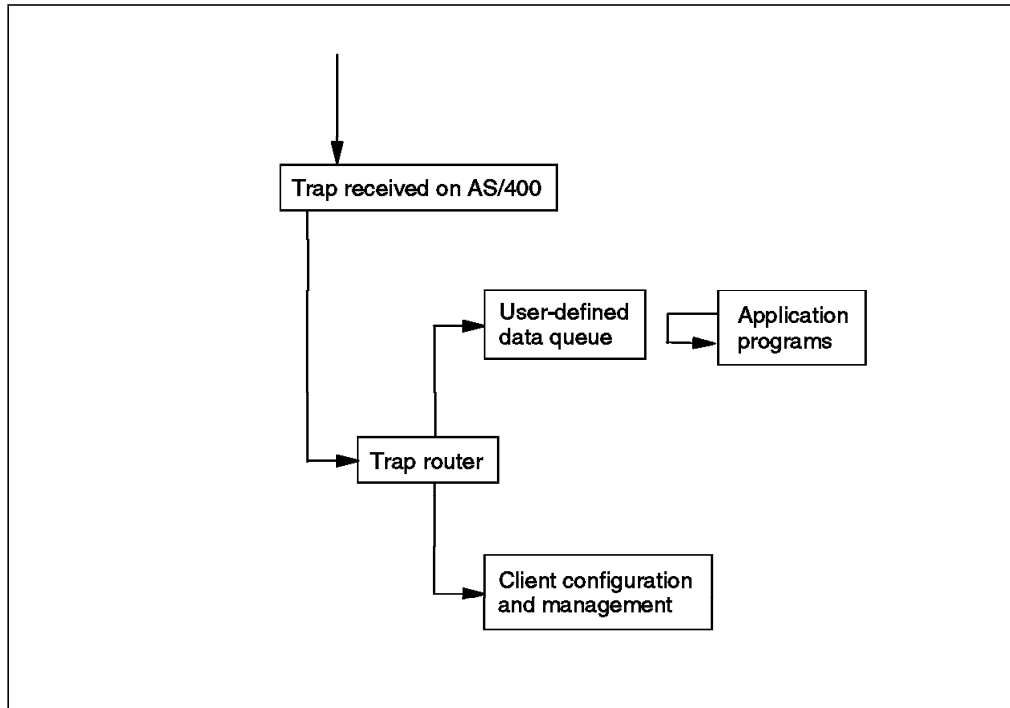 Trap received on AS/400
User-defined
data queue
Application
programs
Trap router
Client configuration
and management